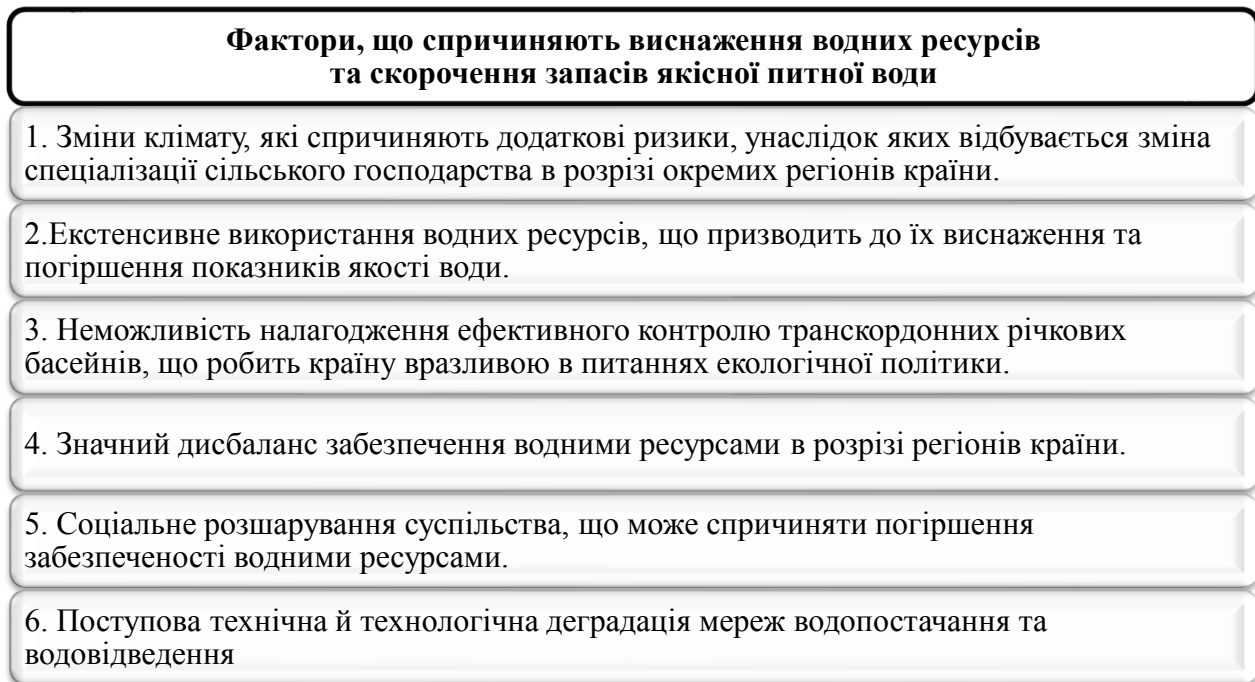 Фактори, що спричиняють виснаження водних ресурсів
та скорочення запасів якісної питної води
1. Зміни клімату, які спричиняють додаткові ризики, унаслідок яких відбувається зміна
спеціалізації сільського господарства в розрізі окремих регіонів країни.
2.Екстенсивне використання водних ресурсів, що призводить до їх виснаження та
погіршення показників якості води.
3. Неможливість налагодження ефективного контролю транскордонних річкових
басейнів, що робить країну вразливою в питаннях екологічної політики.
4. Значний дисбаланс забезпечення водними ресурсами в розрізі регіонів країни.
5. Соціальне розшарування суспільства, що може спричиняти погіршення
забезпеченості водними ресурсами.
6. Поступова технічна й технологічна деградація мереж водопостачання та
водовідведення